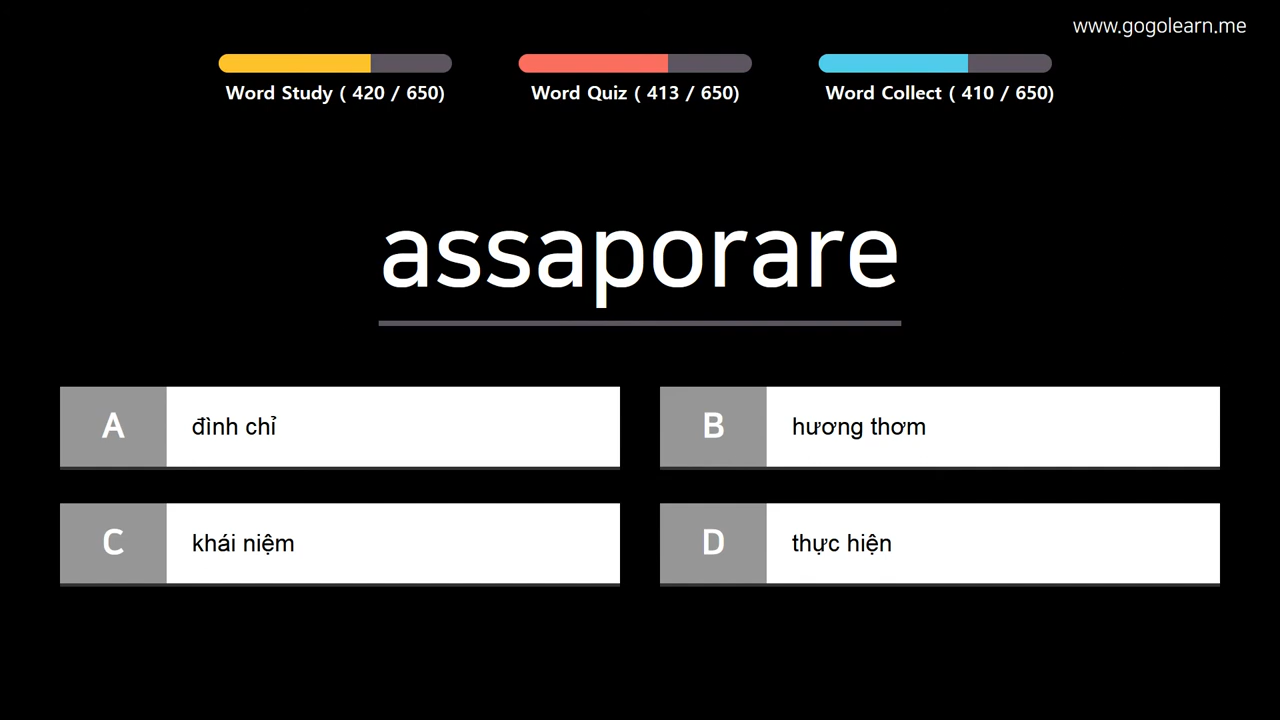 www.gogolearn.me
Word Study ( 420 / 650)
Word Quiz ( 413 / 650)
Word Collect ( 410 / 650)
assaporare
A
đình chỉ
B
hương thơm
C
khái niệm
D
thực hiện